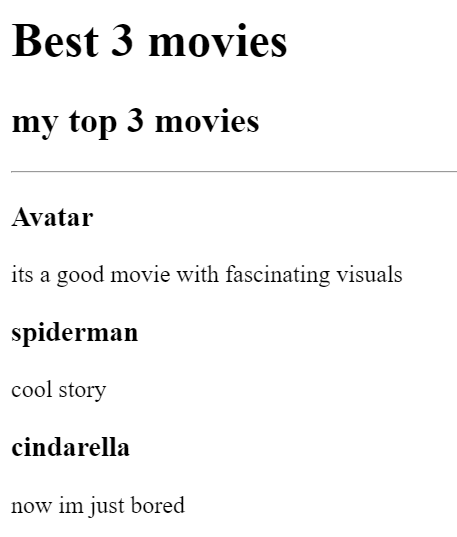 Best 3 movies
my top 3 movies
Avatar
its a good movie with fascinating visuals
spiderman
cool story
cindarella
now im just bored